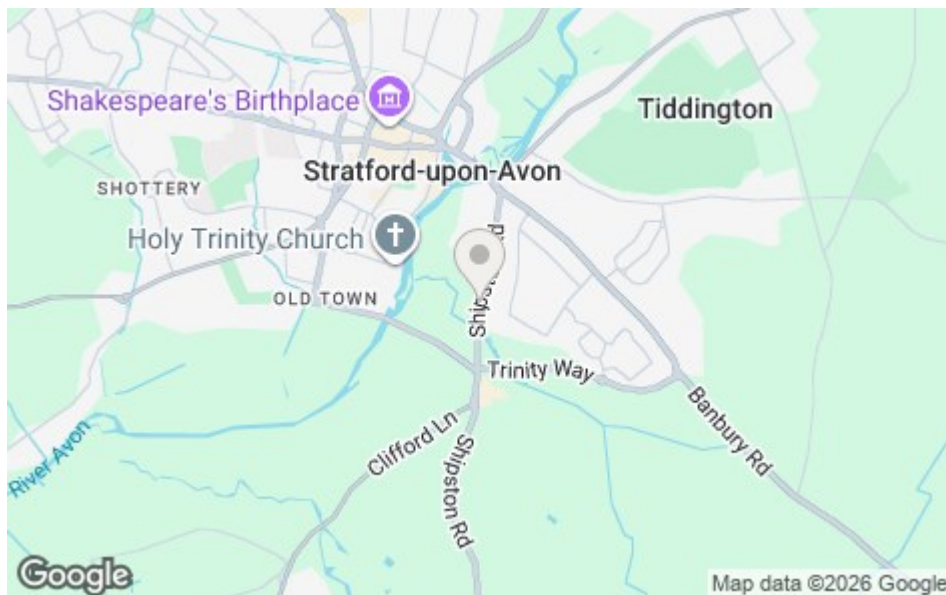 Shakespeare's Birthplace
Tiddington
Stratford-upon-Avon
SHOTTERY
Holy Trinity Church
OLD TOWN
Trinity Way
Banbury Rd
Clifford Ln
Shipston Rd
River Avon
Google
Map data ©2026 Google